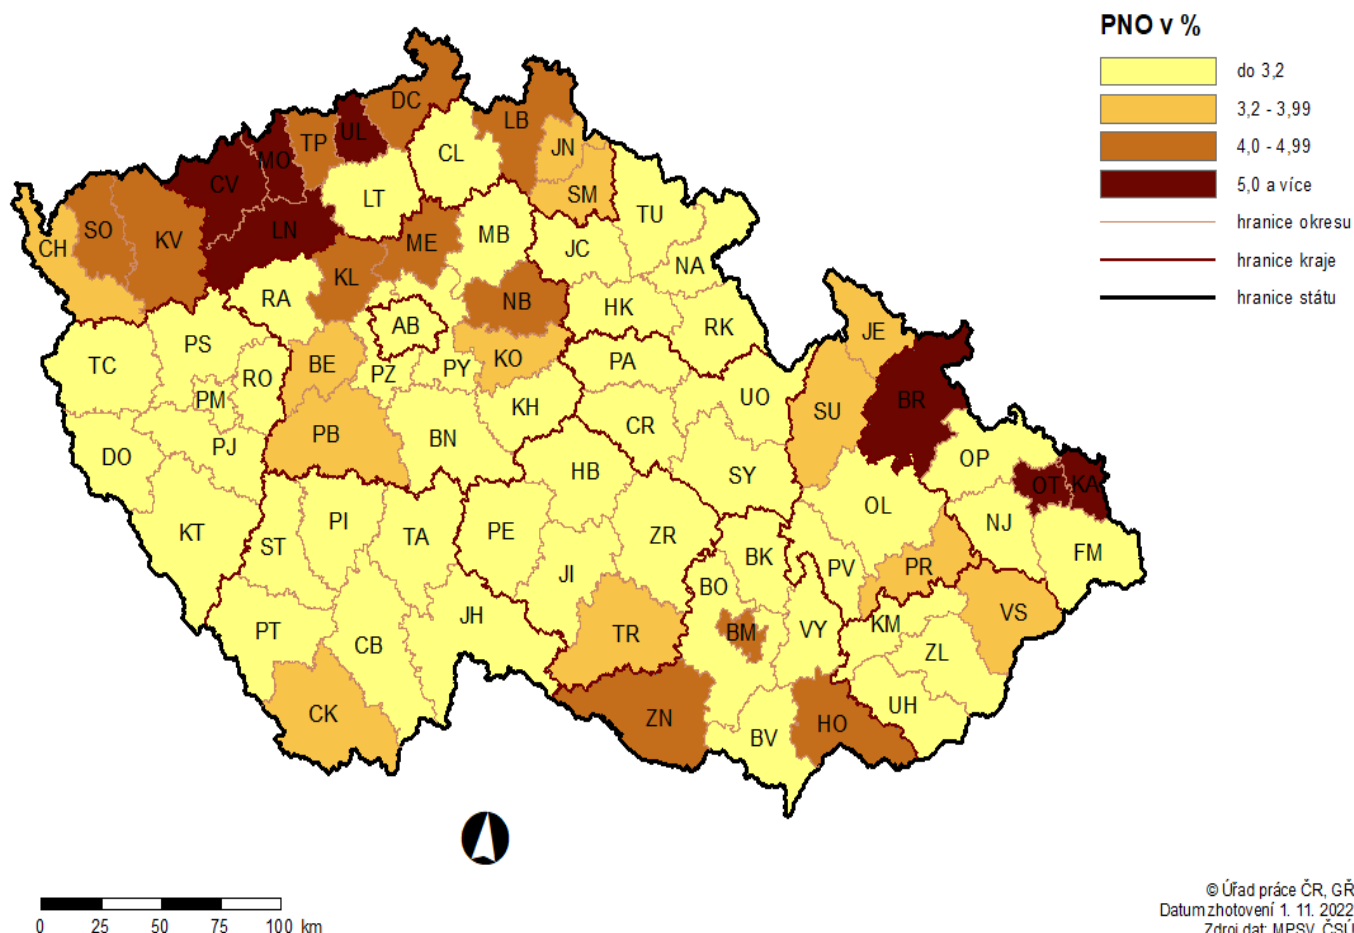 PNO v %
do 3,2
3,2 - 3,99
4,0 - 4,99
5,0 a více
hranice okresu
hranice kraje
hranice státu
DC
LB
UL
TP
MO
CL
JN
CV
LT
SM
TU
SO
KV
LN
ME
MB
JC
CH
KL
NA
RA
NB
HK
AB
RK
JE
PS
TC
BE
KO
PA
RO
PZ
PY
UO
PM
KH
SU
BR
PB
CR
BN
PJ
DO
OP
HB
SY
OT
KA
OL
PI
NJ
KT
TA
PE
ZR
ST
FM
BK
JI
PV
PR
BO
JH
VS
PT
TR
BM
VY
KM
CB
ZL
UH
CK
ZN
BV
HO
0 25 50 75 100 km
© Úřad práce ČR, GŘ
Datum zhotovení 1. 11. 2022
Zdroj dat: MPSV, ČSÚ